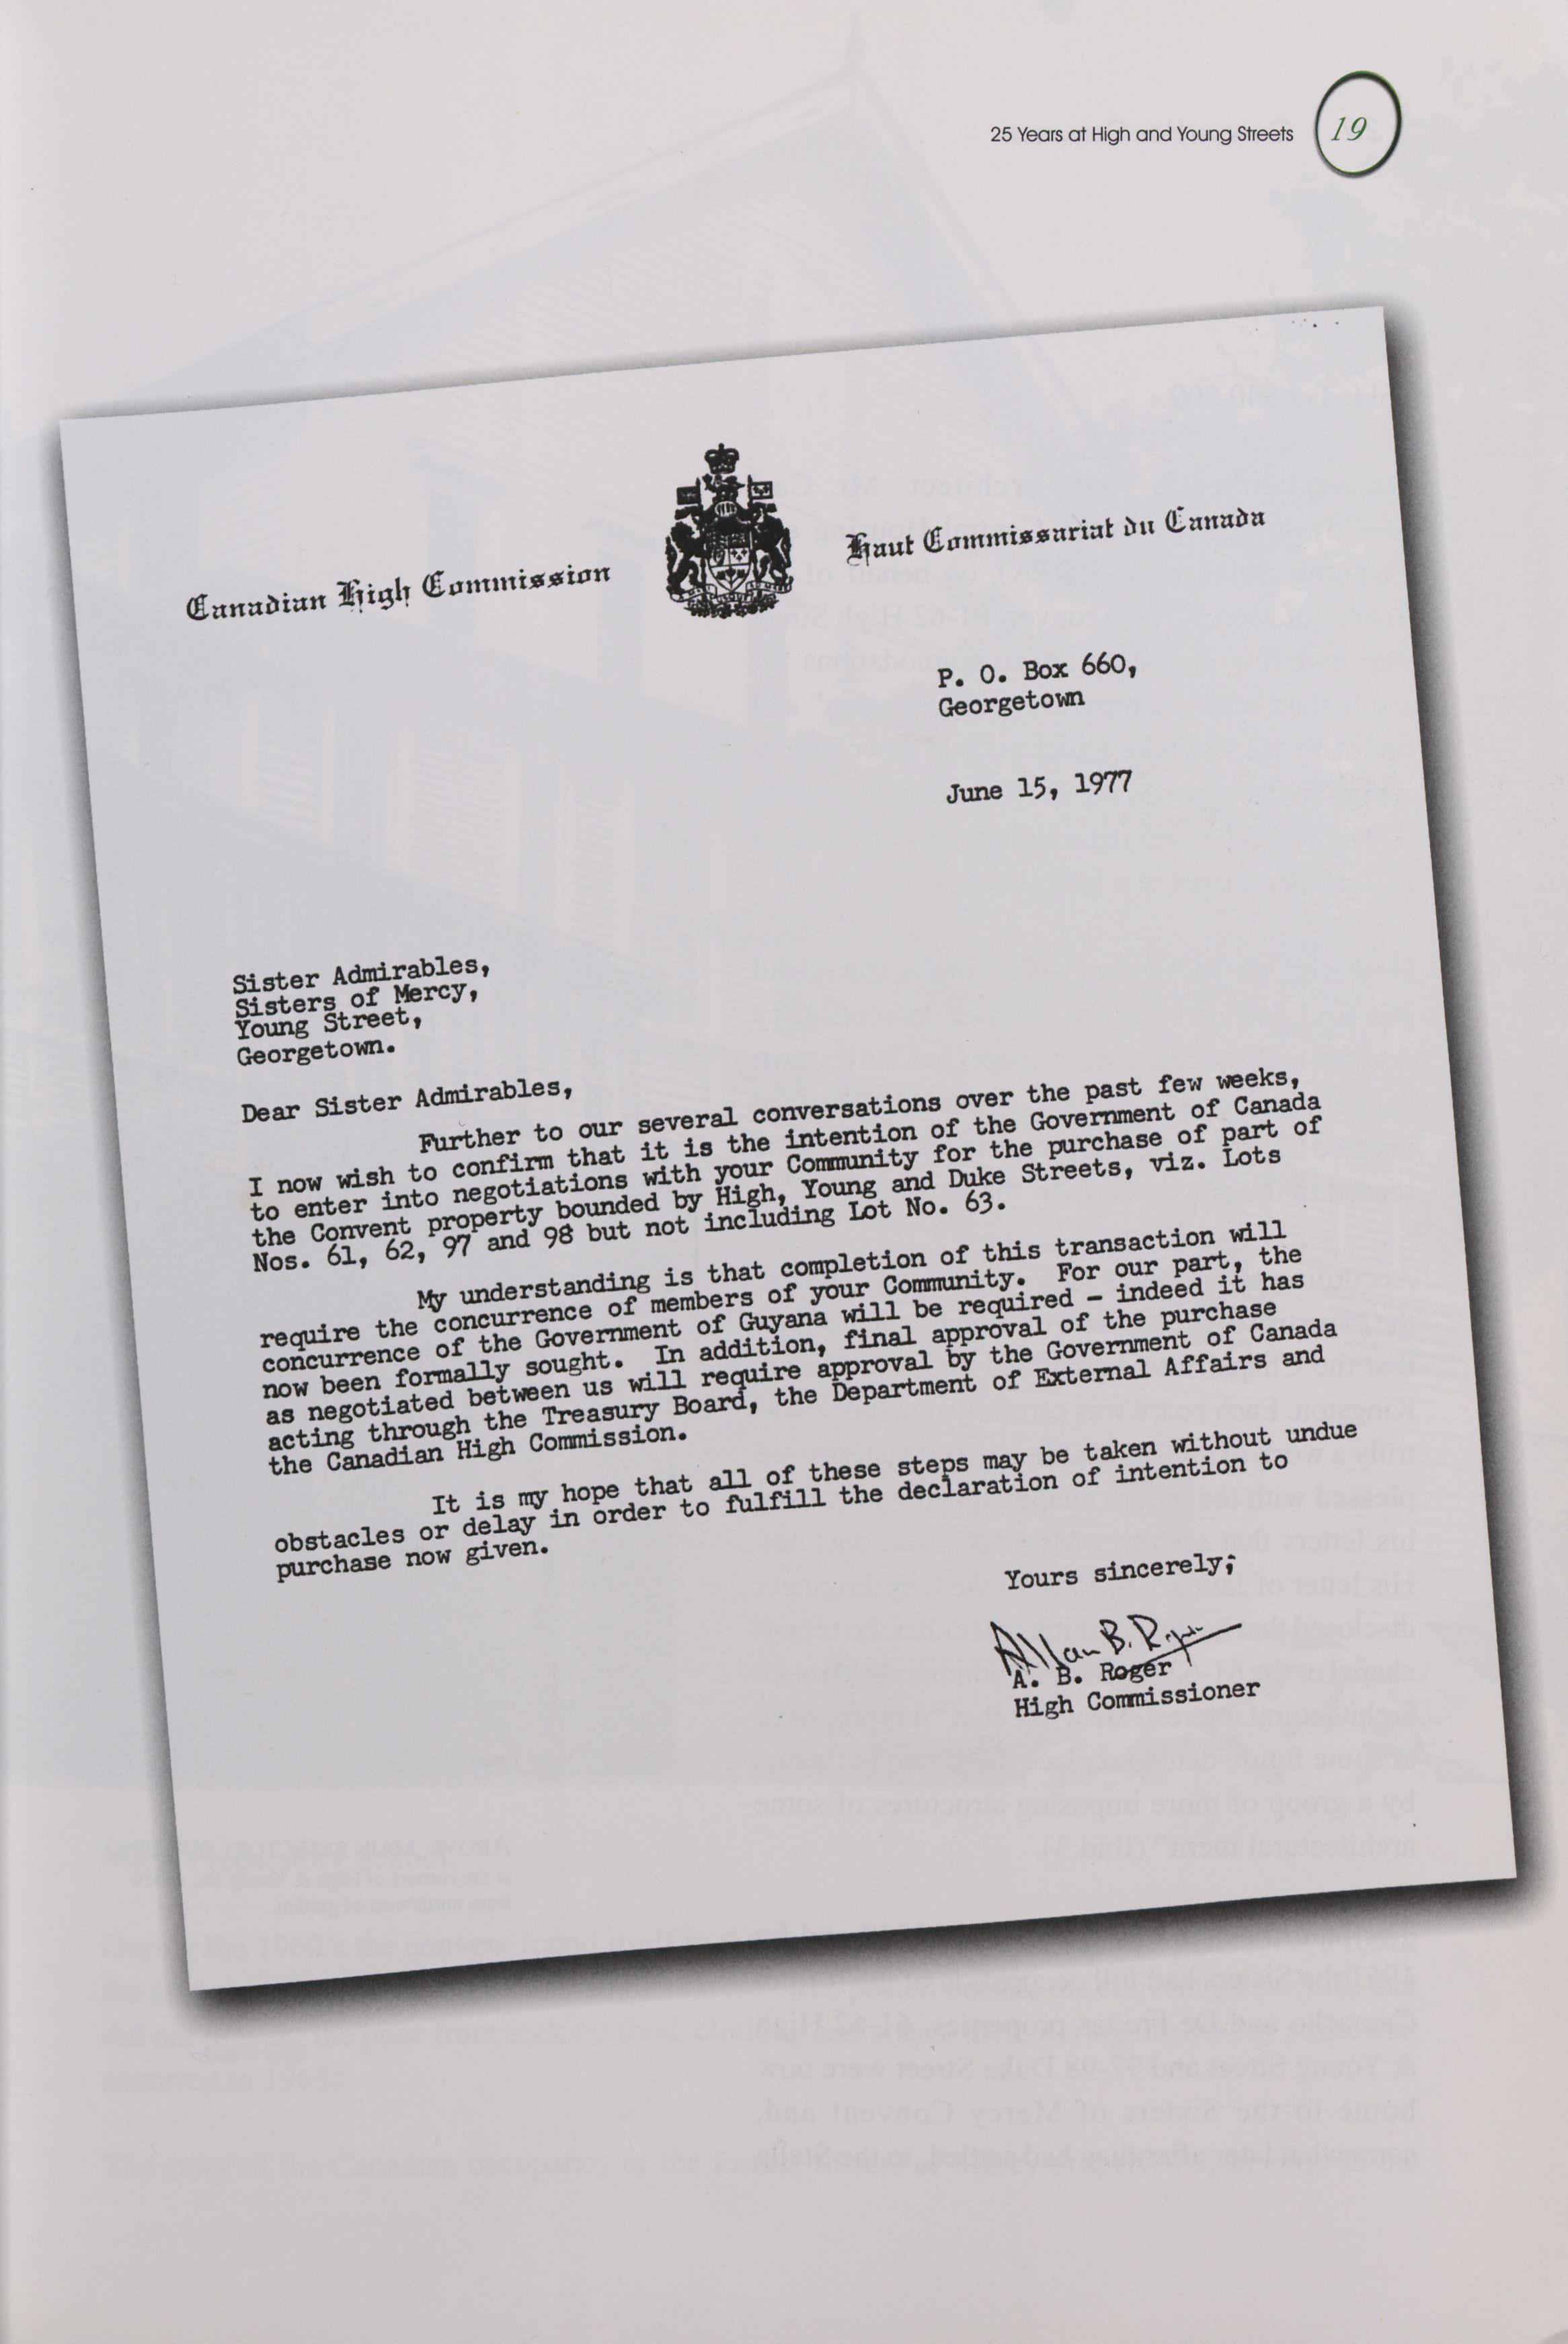 25 Years at High and Young Streets 19
Canadian High Commission
Haut Commissariat du Canada
P. O. Box 660,
Georgetown
June 15, 1977
Sister Admirables,
Sisters of Mercy,
Young Street,
Georgetown.
Dear Sister Admirables,
Further to our several conversations over the past few weeks,
I now wish to confirm that it is the intention of the Government of Canada
to enter into negotiations with your Community for the purchase of part of
the Convent property bounded by High, Young and Duke Streets, viz. Lots
Nos. 61, 62, 97 and 98 but not including Lot No. 63.
My understanding is that completion of this transaction will
require the concurrence of members of your Community. For our part, the
concurrence of the Government of Guyana will be required - indeed it has
now been formally sought. In addition, final approval of the purchase
as negotiated between us will require approval by the Government of Canada
acting through the Treasury Board, the Department of External Affairs and
the Canadian High Commission.
It is my hope that all of these steps may be taken without undue
obstacles or delay in order to fulfill the declaration of intention to
purchase now given.
Yours sincerely;
Allan B. Roger
A. B. Roger
High Commissioner